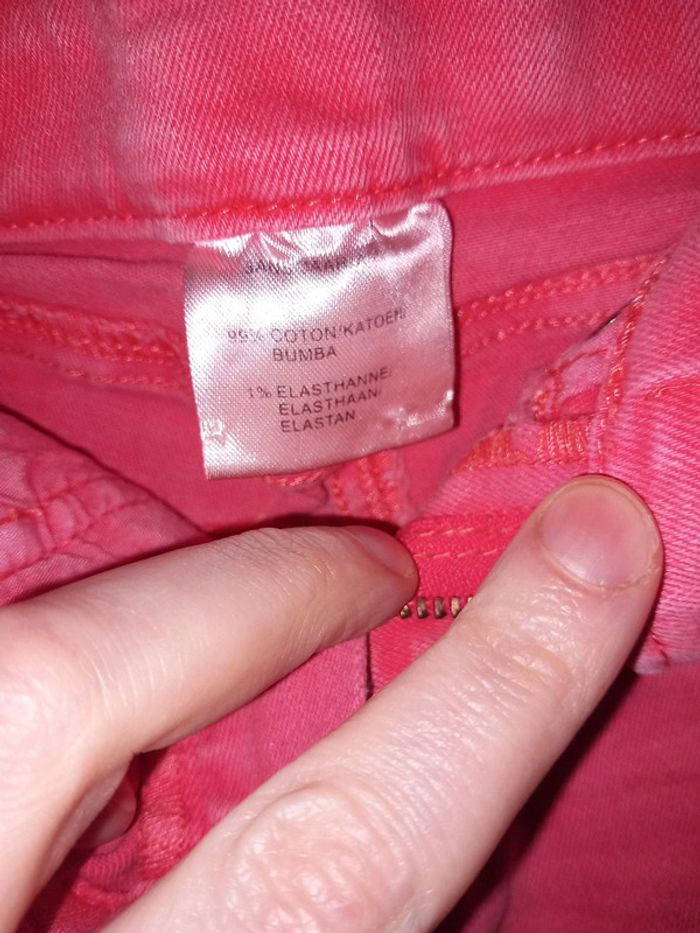 99% COTON/KATOEN/
BUMBA
1% ELASTHANNE/
ELASTHAAN/
ELASTAN